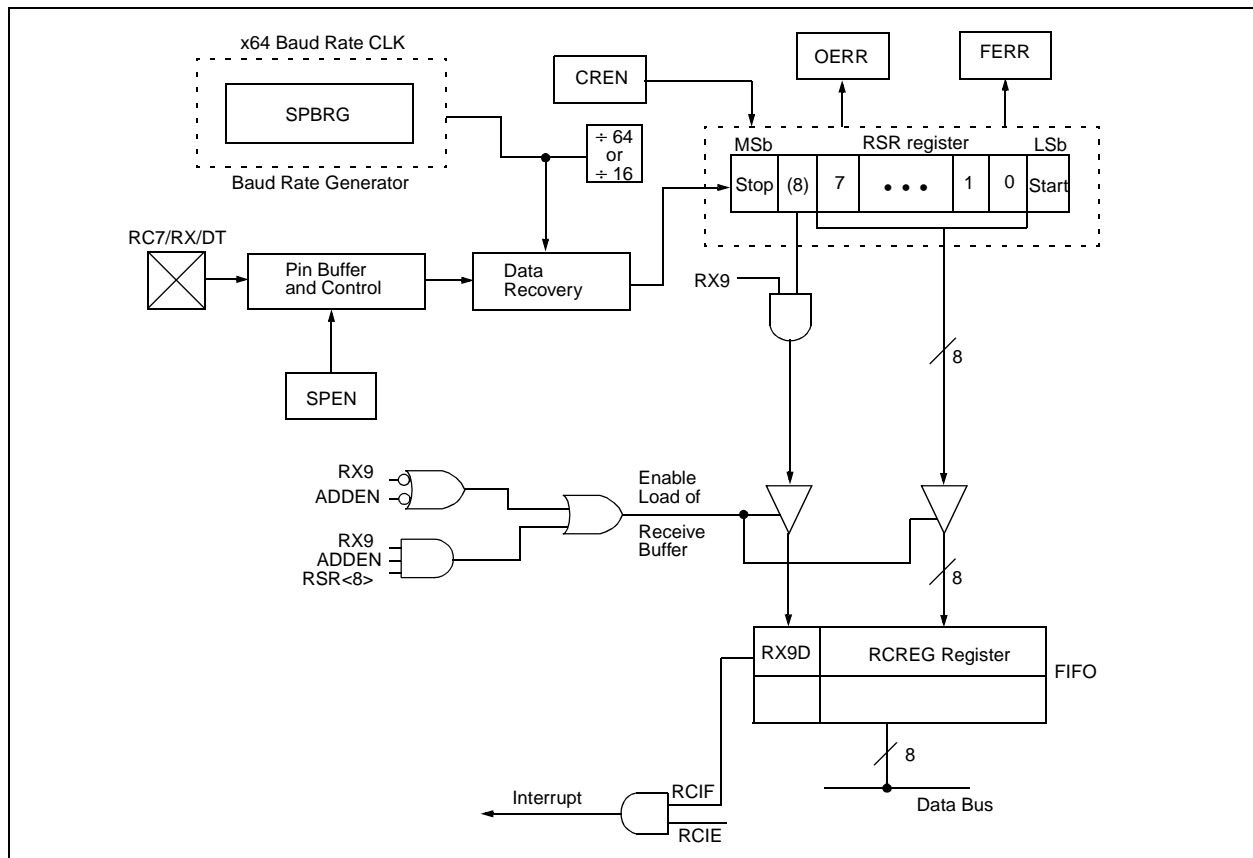 x64 Baud Rate CLK
SPBRG
Baud Rate Generator
CREN
OERR
FERR
÷ 64
or
÷ 16
MSb
RSR register
LSb
Stop
(8)
7
• • •
1
0
Start
RC7/RX/DT
Pin Buffer
and Control
Data
Recovery
SPEN
RX9
8
RX9
ADDEN
RX9
ADDEN
RSR<8>
Enable
Load of
Receive
Buffer
8
RX9D
RCREG Register
FIFO
8
Data Bus
Interrupt
RCIF
RCIE